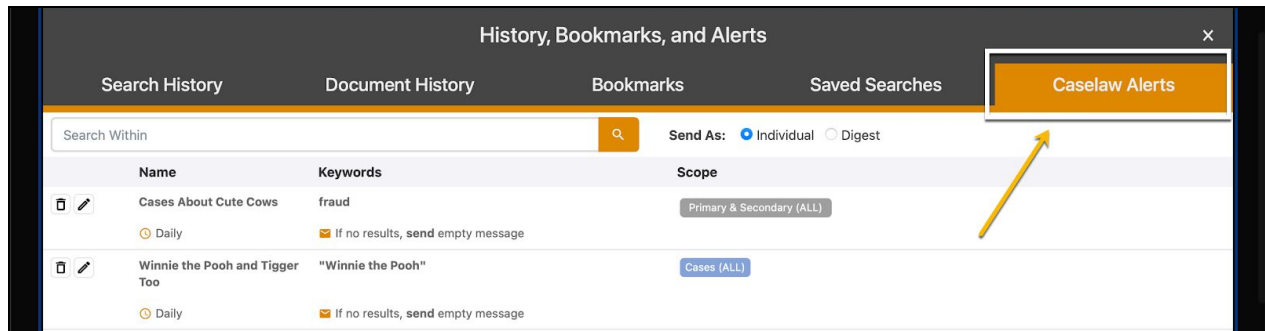 History, Bookmarks, and Alerts ×
Search History Document History Bookmarks Saved Searches Caselaw Alerts
Search Within Send As: Individual Digest
Name Keywords Scope
Cases About Cute Cows fraud Primary & Secondary (ALL)
Daily If no results, send empty message
Winnie the Pooh and Tigger "Winnie the Pooh" Cases (ALL)
Too
Daily If no results, send empty message